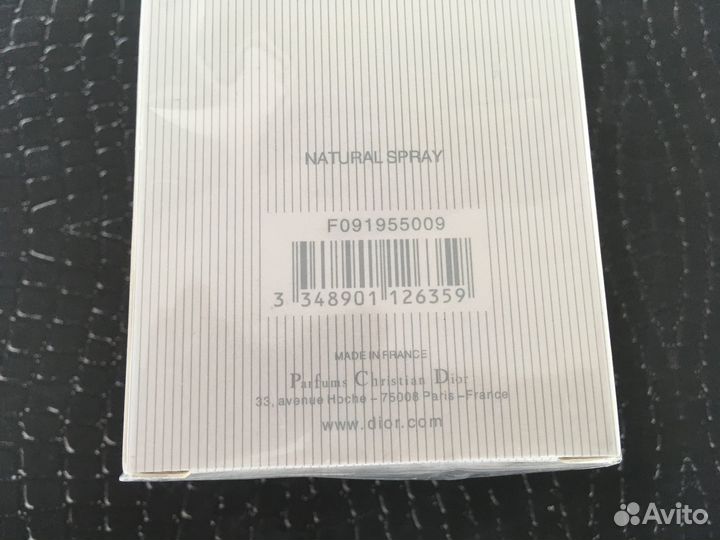 NATURAL SPRAY
F091955009
3 348901 126359
MADE IN FRANCE
Parfums Christian Dior
33, avenue Hoche - 75008 Paris - France
www.dior.com
Avito